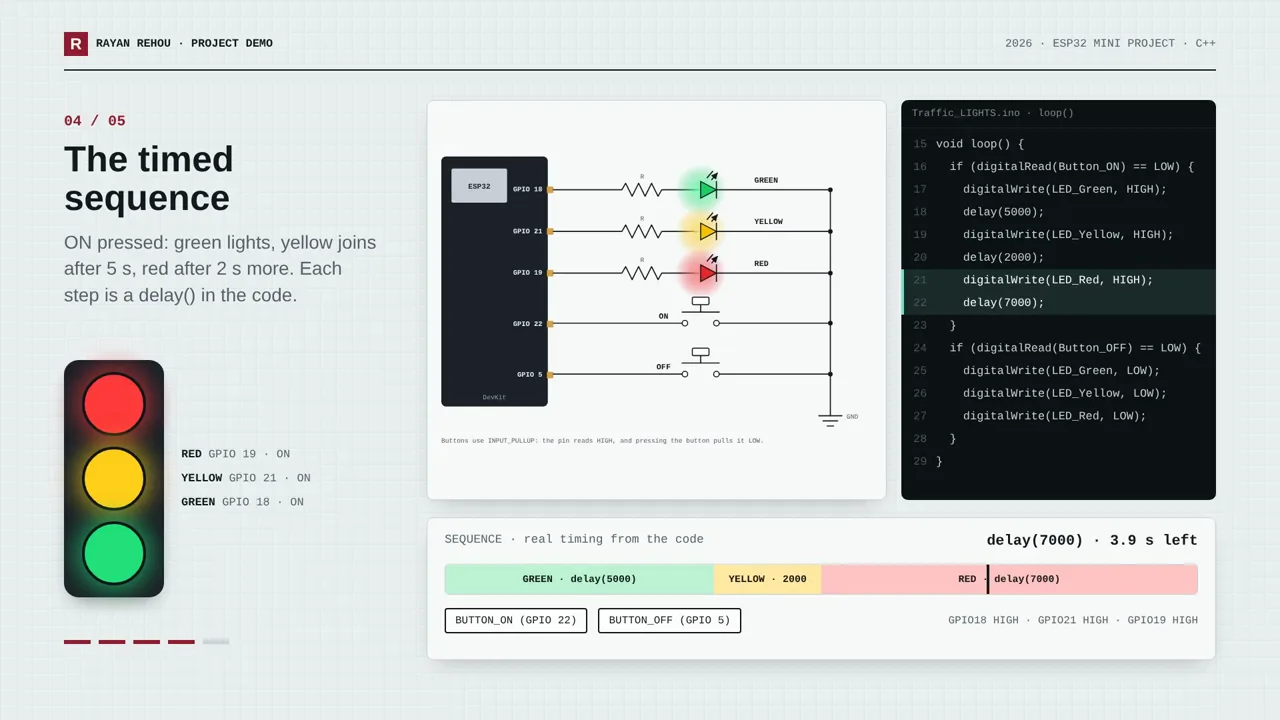 R RAYAN REHOU · PROJECT DEMO
2026 · ESP32 MINI PROJECT · C++
04 / 05
The timed
sequence
ON pressed: green lights, yellow joins
after 5 s, red after 2 s more. Each
step is a delay() in the code.
RED GPIO 19 · ON
YELLOW GPIO 21 · ON
GREEN GPIO 18 · ON
ESP32
GPIO 18
R
GREEN
GPIO 21
R
YELLOW
GPIO 19
R
RED
GPIO 22
ON
GPIO 5
OFF
DevKit
GND
Buttons use INPUT_PULLUP: the pin reads HIGH, and pressing the button pulls it LOW.
Traffic_LIGHTS.ino · loop()
15 void loop() {
16 if (digitalRead(Button_ON) == LOW) {
17 digitalWrite(LED_Green, HIGH);
18 delay(5000);
19 digitalWrite(LED_Yellow, HIGH);
20 delay(2000);
21 digitalWrite(LED_Red, HIGH);
22 delay(7000);
23 }
24 if (digitalRead(Button_OFF) == LOW) {
25 digitalWrite(LED_Green, LOW);
26 digitalWrite(LED_Yellow, LOW);
27 digitalWrite(LED_Red, LOW);
28 }
29 }
SEQUENCE · real timing from the code
delay(7000) · 3.9 s left
GREEN · delay(5000)
YELLOW · 2000
RED · delay(7000)
BUTTON_ON (GPIO 22)
BUTTON_OFF (GPIO 5)
GPIO18 HIGH · GPIO21 HIGH · GPIO19 HIGH